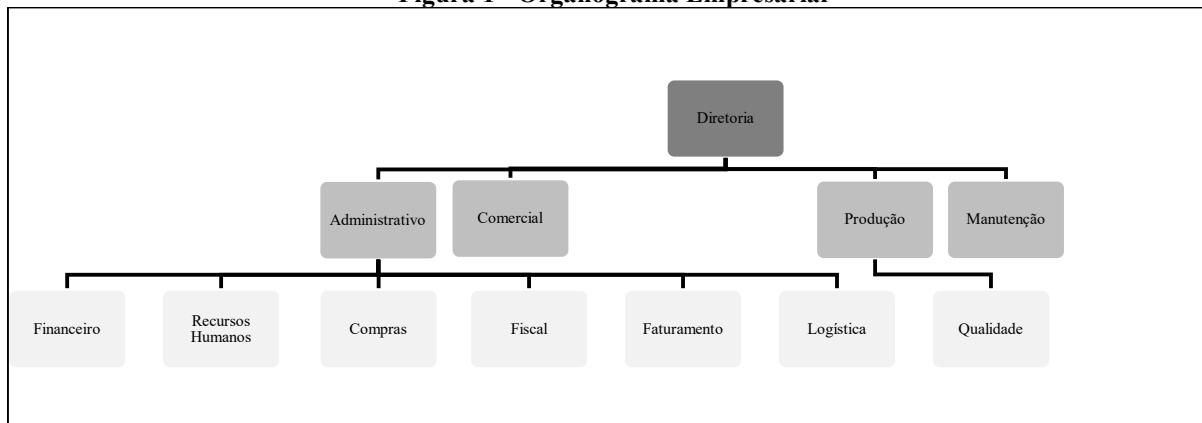 Figura 1 - Organograma Empresarial
Diretoria
Administrativo
Comercial
Produção
Manutenção
Financeiro
Recursos
Humanos
Compras
Fiscal
Faturamento
Logística
Qualidade